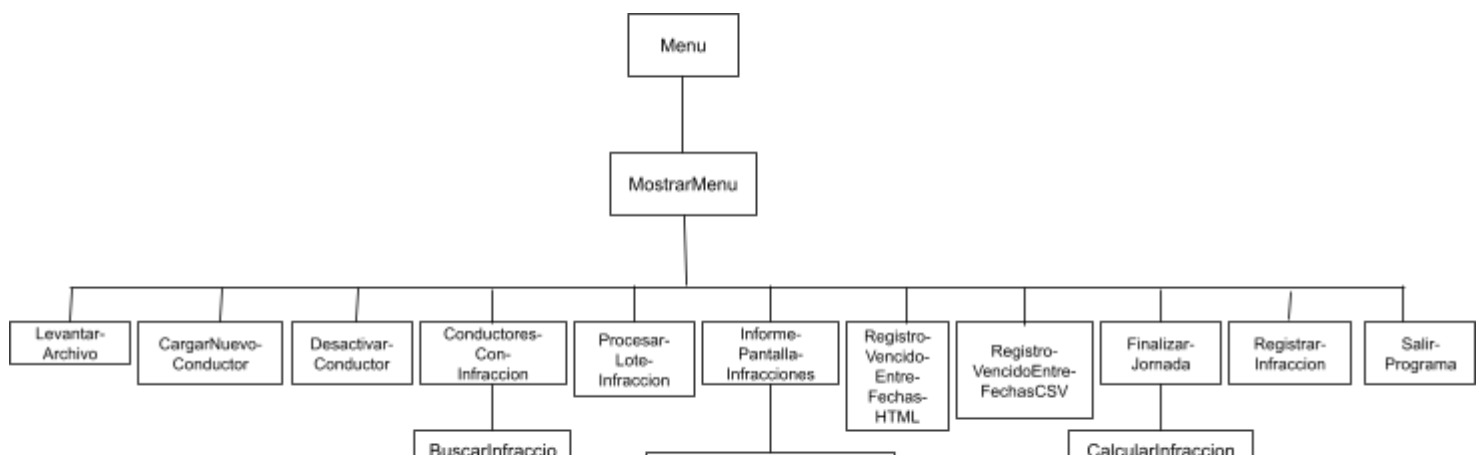 Menu
MostrarMenu
Levantar-
Archivo
CargarNuevo-
Conductor
Desactivar-
Conductor
Conductores-
Con-
Infraccion
Procesar-
Lote-
Infraccion
Informe-
Pantalla-
Infracciones
Registro-
Vencido-
Entre-
Fechas-
HTML
Registro-
VencidoEntre-
FechasCSV
Finalizar-
Jornada
Registrar-
Infraccion
Salir-
Programa
BuscarInfraccio
CalcularInfraccion